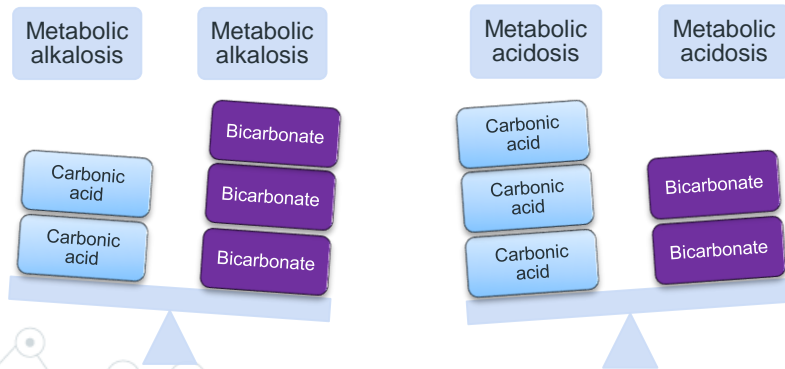 Metabolic
alkalosis
Metabolic
alkalosis
Carbonic
acid
Carbonic
acid
Bicarbonate
Bicarbonate
Bicarbonate
Metabolic
acidosis
Metabolic
acidosis
Carbonic
acid
Carbonic
acid
Carbonic
acid
Bicarbonate
Bicarbonate